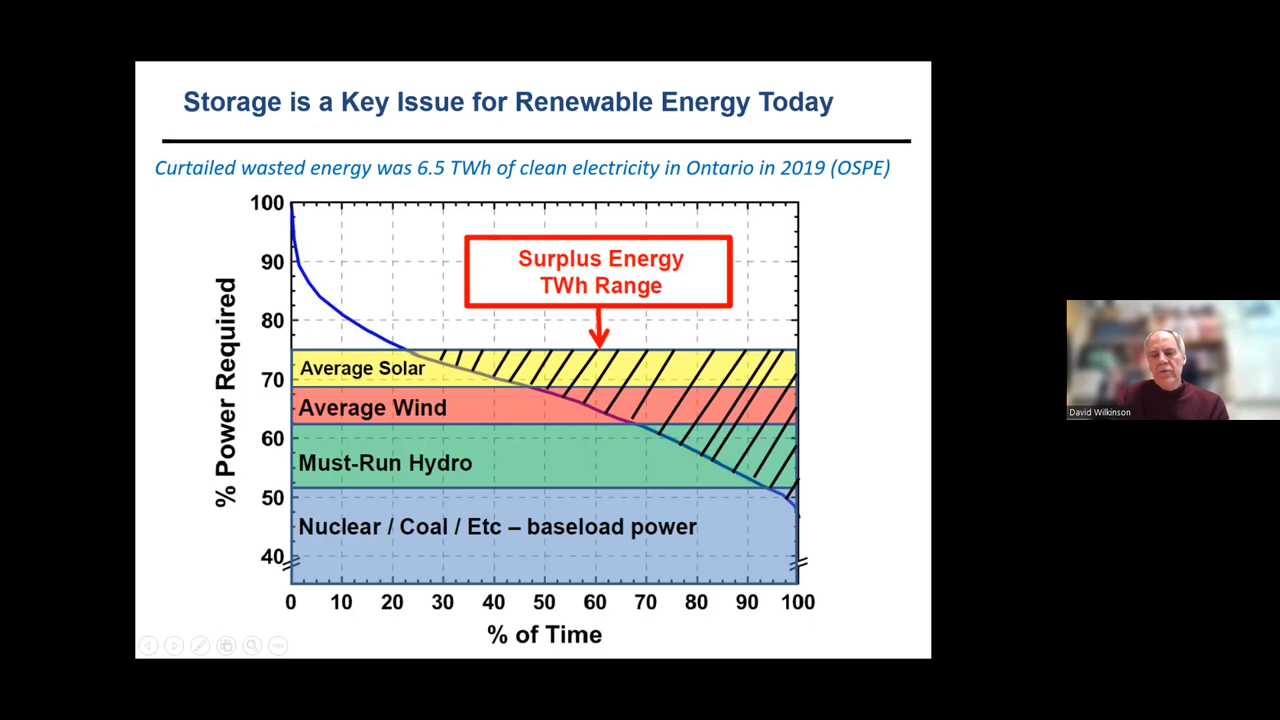 Storage is a Key Issue for Renewable Energy Today
Curtailed wasted energy was 6.5 TWh of clean electricity in Ontario in 2019 (OSPE)
100
90
80
70
60
50
40
% Power Required
Surplus Energy
TWh Range
Average Solar
Average Wind
Must-Run Hydro
Nuclear / Coal / Etc – baseload power
0 10 20 30 40 50 60 70 80 90 100
% of Time
David Wilkinson